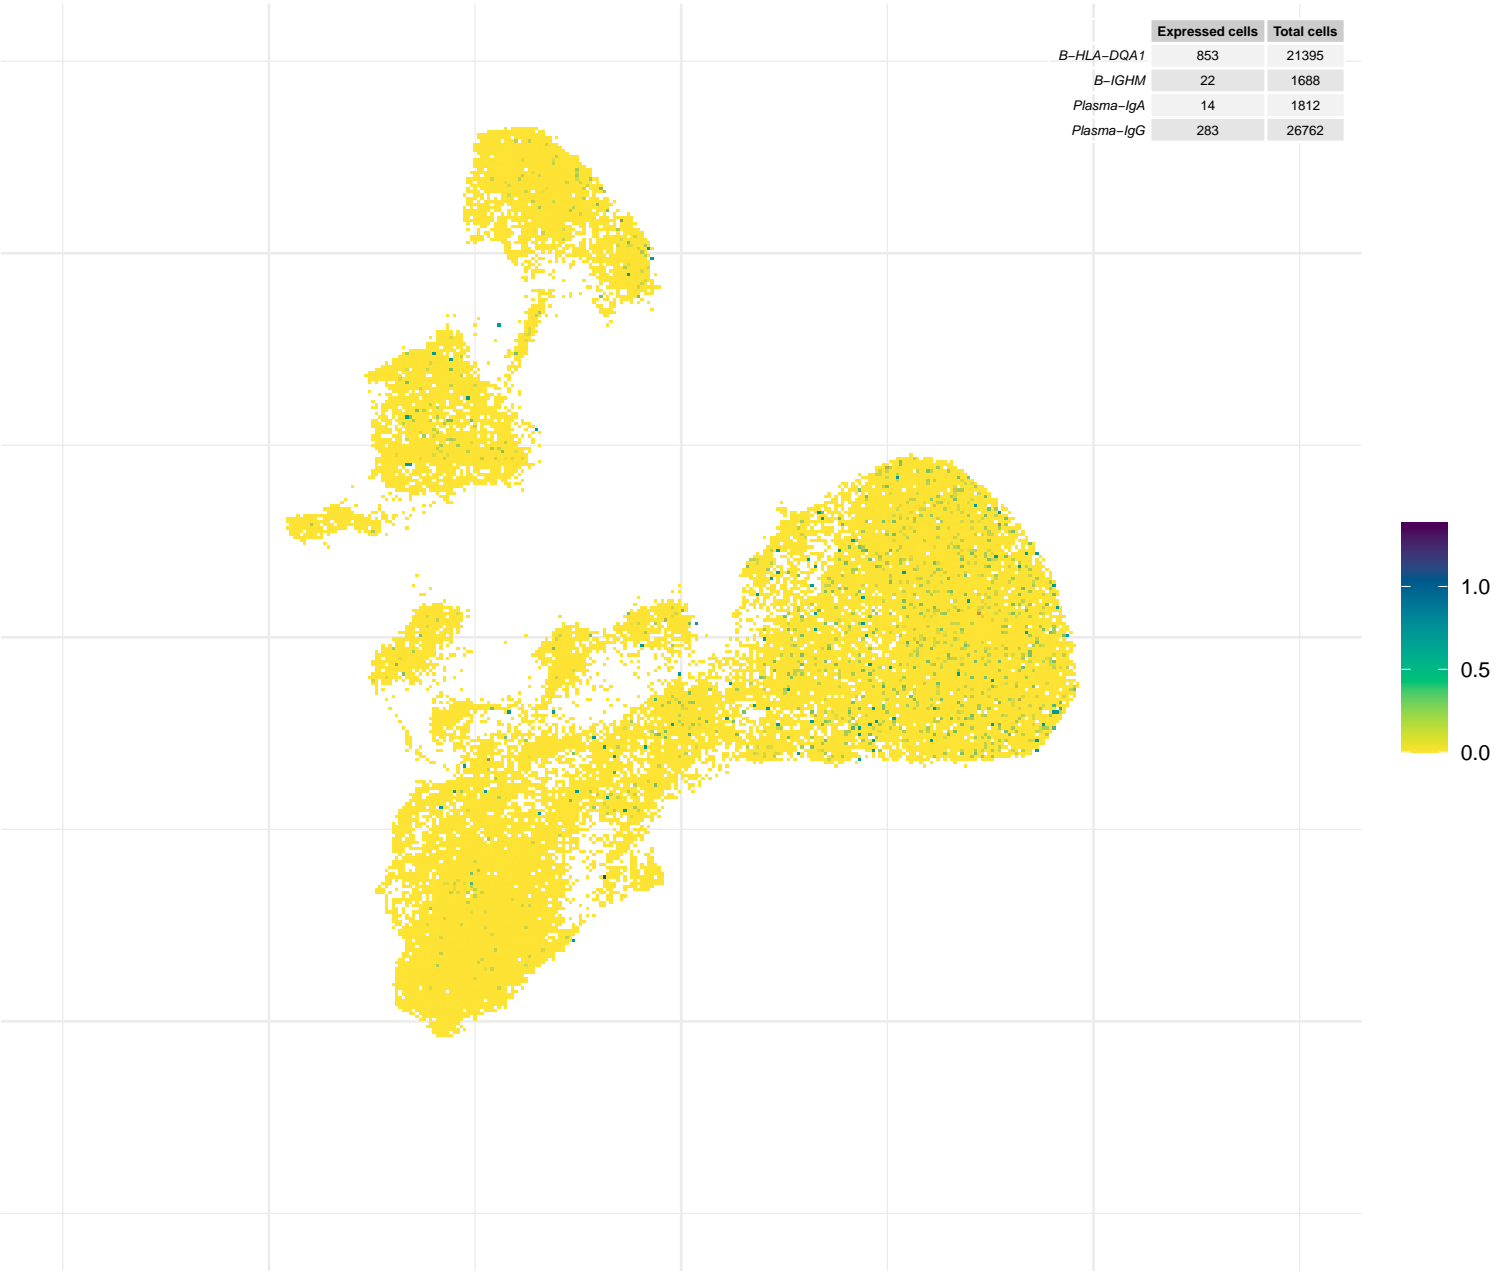 Expressed cells Total cells
B−HLA−DQA1 853 21395
B−IGHM 22 1688
Plasma−IgA 14 1812
Plasma−IgG 283 26762
1.0
0.5
0.0